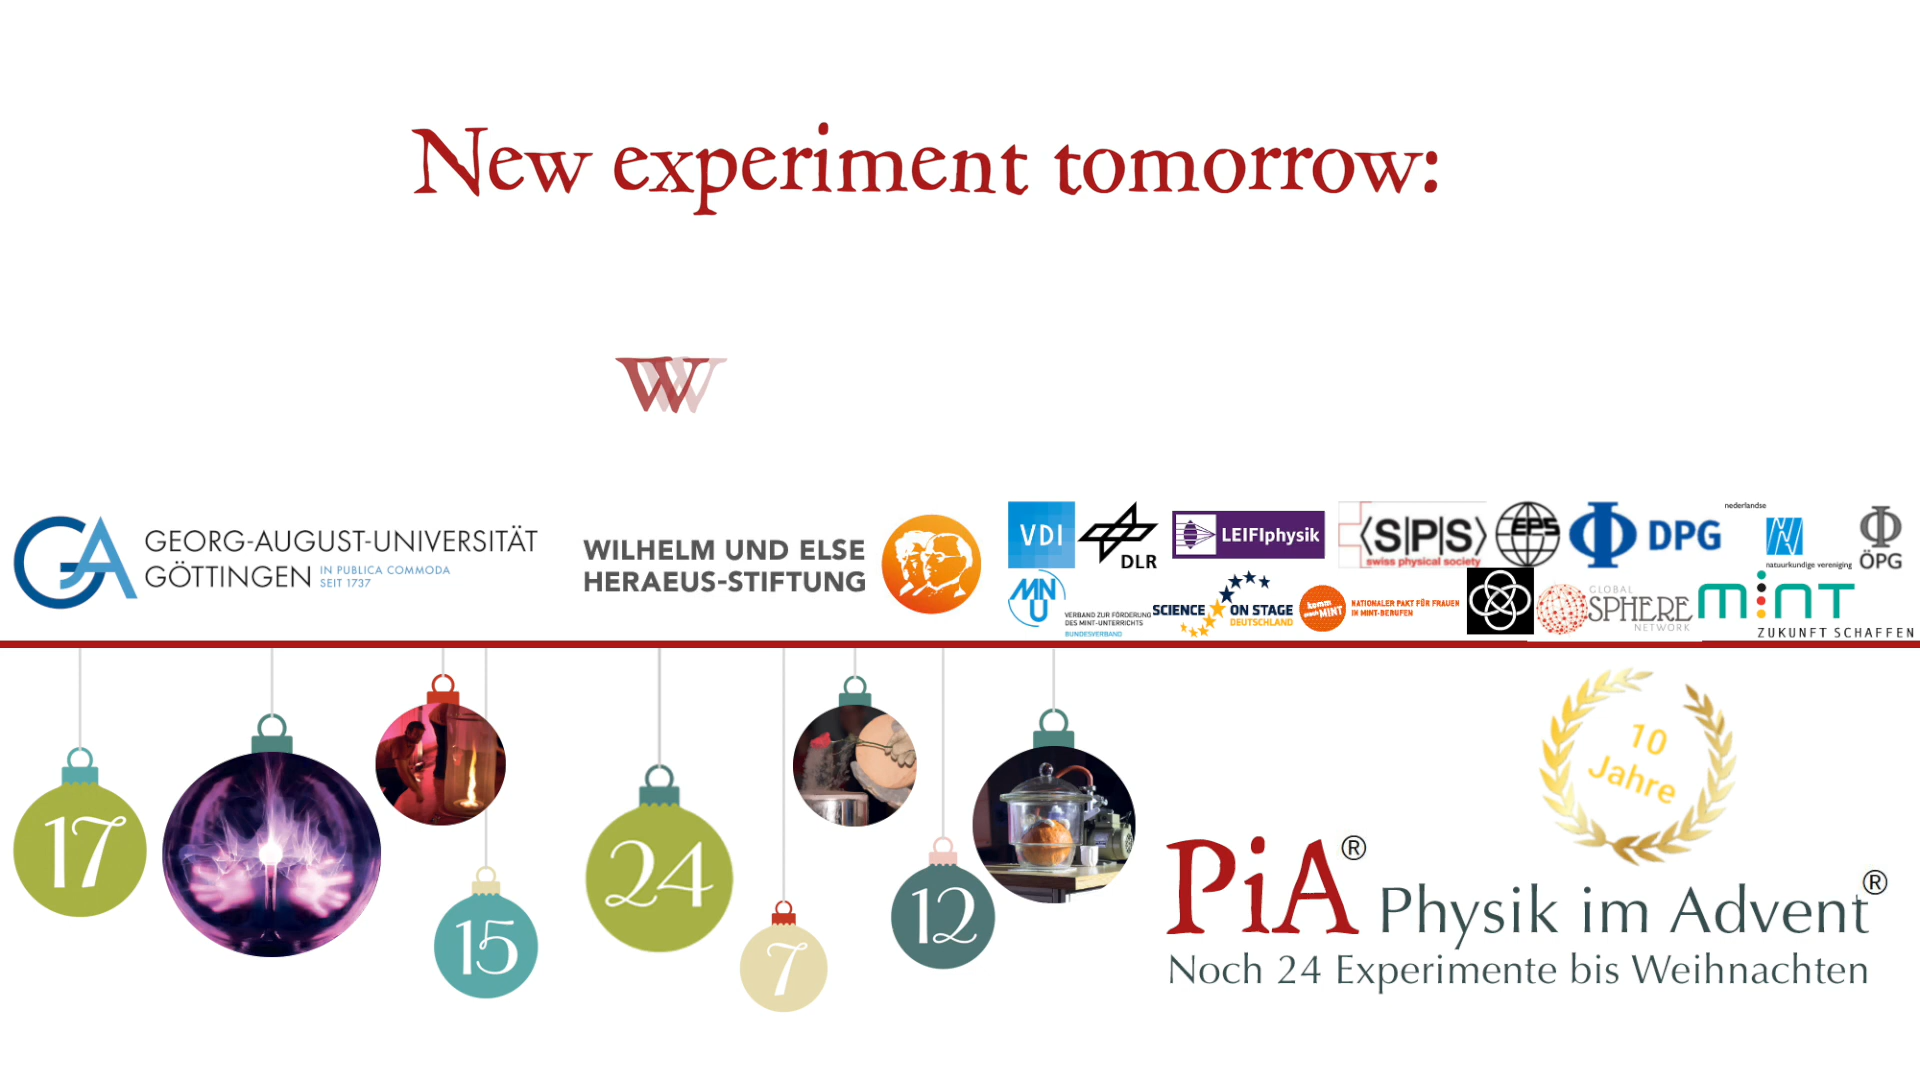 New experiment tomorrow:
www
GEORG-AUGUST-UNIVERSITÄT
GÖTTINGEN
IN PUBLICA COMMODA
SEIT 1737
WILHELM UND ELSE
HERAEUS-STIFTUNG
VDI
DLR
LEIFIphysik
S|P|S
swiss physical society
EPS
DPG
nederlandse
NNV
natuurkundige vereniging
ÖPG
MNU
VERBAND ZUR FÖRDERUNG
DES MINT-UNTERRICHTS
BUNDESVERBAND
SCIENCE ON STAGE
DEUTSCHLAND
komm mach MINT
NATIONALER PAKT FÜR FRAUEN
IN MINT-BERUFEN
GLOBAL
SPHERE
NETWORK
MINT
ZUKUNFT SCHAFFEN
17
15
24
7
12
10
Jahre
PiA® Physik im Advent®
Noch 24 Experimente bis Weihnachten